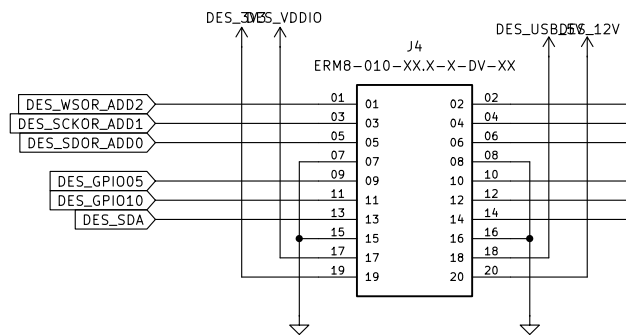 DES_3V3 DES_VDDIO
DES_USB_5V DES_12V
J4
ERM8-010-XX.X-X-DV-XX
DES_WSOR_ADD2 01 01 02 02
DES_SCKOR_ADD1 03 03 04 04
DES_SDOR_ADD0 05 05 06 06
07 07 08 08
DES_GPIO05 09 09 10 10
DES_GPIO10 11 11 12 12
DES_SDA 13 13 14 14
15 15 16 16
17 17 18 18
19 19 20 20